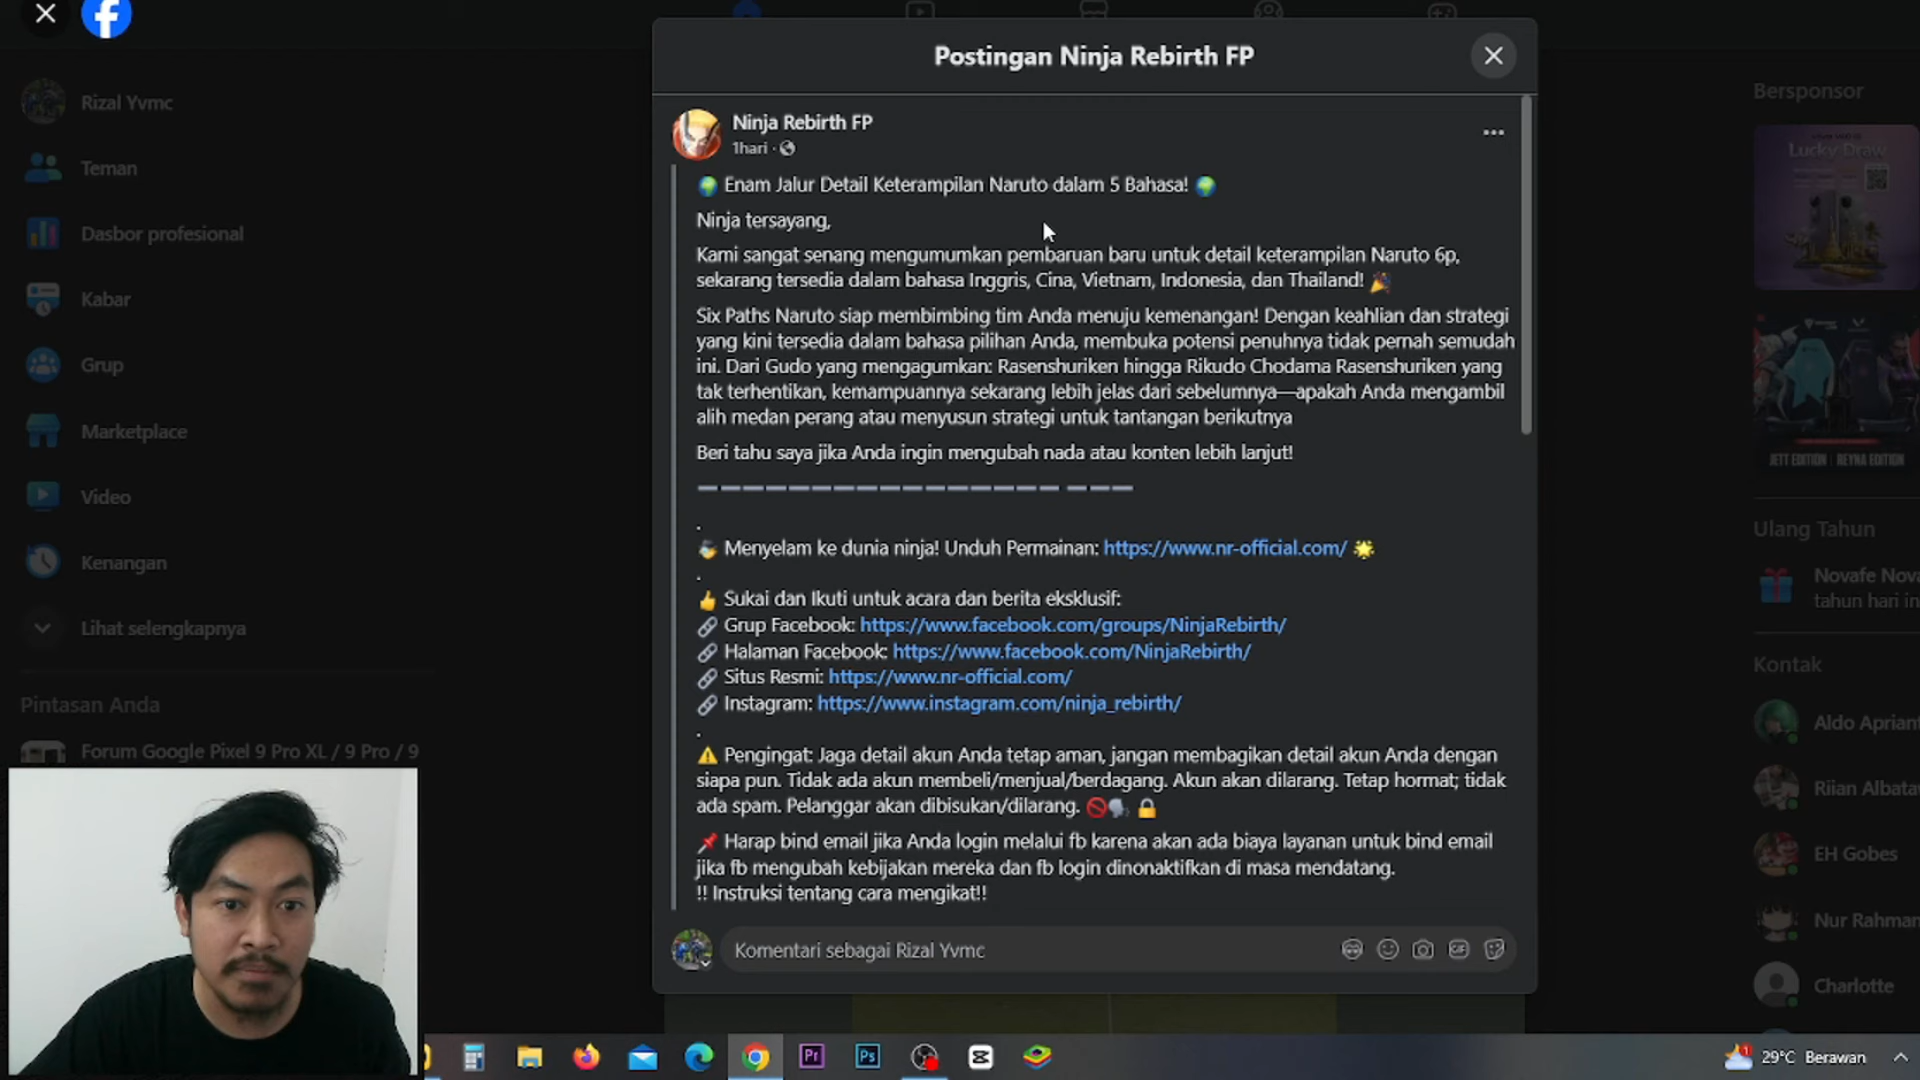 Postingan Ninja Rebirth FP
Rizal Yvmc
Teman
Dasbor profesional
Kabar
Grup
Marketplace
Video
Kenangan
Lihat selengkapnya
Pintasan Anda
Forum Google Pixel 9 Pro XL / 9 Pro / 9
Ninja Rebirth FP
1hari ·
Enam Jalur Detail Keterampilan Naruto dalam 5 Bahasa!
Ninja tersayang,
Kami sangat senang mengumumkan pembaruan baru untuk detail keterampilan Naruto 6p,
sekarang tersedia dalam bahasa Inggris, Cina, Vietnam, Indonesia, dan Thailand! 🎉
Six Paths Naruto siap membimbing tim Anda menuju kemenangan! Dengan keahlian dan strategi
yang kini tersedia dalam bahasa pilihan Anda, membuka potensi penuhnya tidak pernah semudah
ini. Dari Gudo yang mengagumkan: Rasenshuriken hingga Rikudo Chodama Rasenshuriken yang
tak terhentikan, kemampuannya sekarang lebih jelas dari sebelumnya—apakah Anda mengambil
alih medan perang atau menyusun strategi untuk tantangan berikutnya
Beri tahu saya jika Anda ingin mengubah nada atau konten lebih lanjut!
————————————————— ———
.
Menyelam ke dunia ninja! Unduh Permainan: https://www.nr-official.com/ 🌟
.
👍 Sukai dan Ikuti untuk acara dan berita eksklusif:
🔗 Grup Facebook: https://www.facebook.com/groups/NinjaRebirth/
🔗 Halaman Facebook: https://www.facebook.com/NinjaRebirth/
🔗 Situs Resmi: https://www.nr-official.com/
🔗 Instagram: https://www.instagram.com/ninja_rebirth/
.
⚠️ Pengingat: Jaga detail akun Anda tetap aman, jangan membagikan detail akun Anda dengan
siapa pun. Tidak ada akun membeli/menjual/berdagang. Akun akan dilarang. Tetap hormat; tidak
ada spam. Pelanggar akan dibisukan/dilarang. 🚫🗣️🔒
📌 Harap bind email jika Anda login melalui fb karena akan ada biaya layanan untuk bind email
jika fb mengubah kebijakan mereka dan fb login dinonaktifkan di masa mendatang.
!! Instruksi tentang cara mengikat!!
Komentari sebagai Rizal Yvmc
GIF
Bersponsor
Lucky Draw
JETT EDITION | REYNA EDITION
Ulang Tahun
Novafe Nova
tahun hari in
Kontak
Aldo Apriant
Riian Albata
EH Gobes
Nur Rahman
Charlotte
Pr
Ps
1
29°C Berawan